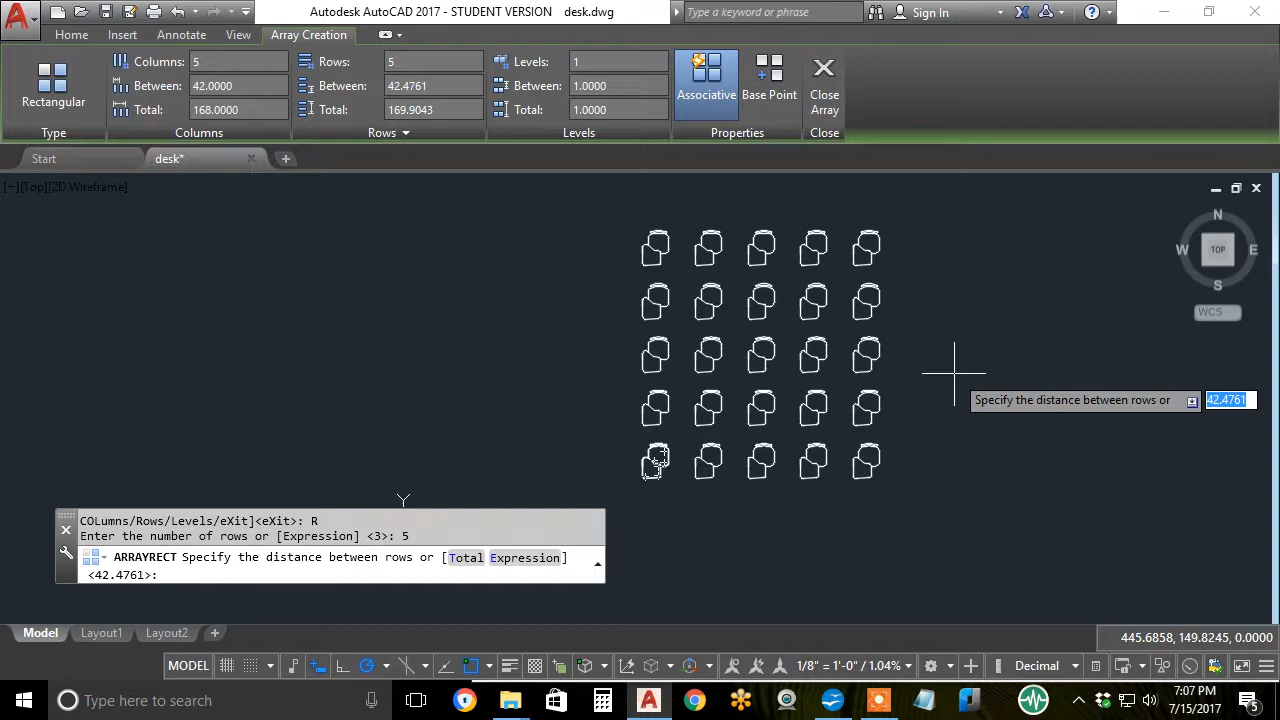 Autodesk AutoCAD 2017 - STUDENT VERSION desk.dwg
Type a keyword or phrase
Sign In
Home Insert Annotate View Array Creation
Rectangular
Type
Columns: 5
Between: 42.0000
Total: 168.0000
Columns
Rows: 5
Between: 42.4761
Total: 169.9043
Rows
Levels: 1
Between: 1.0000
Total: 1.0000
Levels
Associative
Base Point
Properties
Close
Array
Close
Start
desk*
[−][Top][2D Wireframe]
N
W TOP E
S
WCS
Specify the distance between rows or 42.4761
Y
COLumns/Rows/Levels/eXit]<eXit>: R
Enter the number of rows or [Expression] <3>: 5
ARRAYRECT Specify the distance between rows or [Total Expression]
<42.4761>:
Model Layout1 Layout2
445.6858, 149.8245, 0.0000
MODEL 1/8" = 1'-0" / 1.04% Decimal
Type here to search
7:07 PM
7/15/2017
5